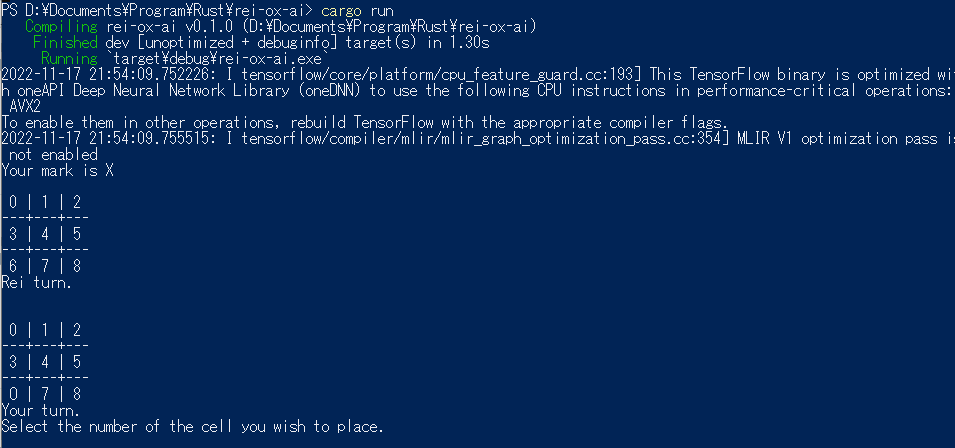 PS D:¥Documents¥Program¥Rust¥rei-ox-ai> cargo run
   Compiling rei-ox-ai v0.1.0 (D:¥Documents¥Program¥Rust¥rei-ox-ai)
    Finished dev [unoptimized + debuginfo] target(s) in 1.30s
     Running `target¥debug¥rei-ox-ai.exe`
2022-11-17 21:54:09.752226: I tensorflow/core/platform/cpu_feature_guard.cc:193] This TensorFlow binary is optimized wit
h oneAPI Deep Neural Network Library (oneDNN) to use the following CPU instructions in performance-critical operations:
 AVX2
To enable them in other operations, rebuild TensorFlow with the appropriate compiler flags.
2022-11-17 21:54:09.755515: I tensorflow/compiler/mlir/mlir_graph_optimization_pass.cc:354] MLIR V1 optimization pass is
 not enabled
Your mark is X

 0 | 1 | 2
---+---+---
 3 | 4 | 5
---+---+---
 6 | 7 | 8
Rei turn.

 0 | 1 | 2
---+---+---
 3 | 4 | 5
---+---+---
 O | 7 | 8
Your turn.
Select the number of the cell you wish to place.